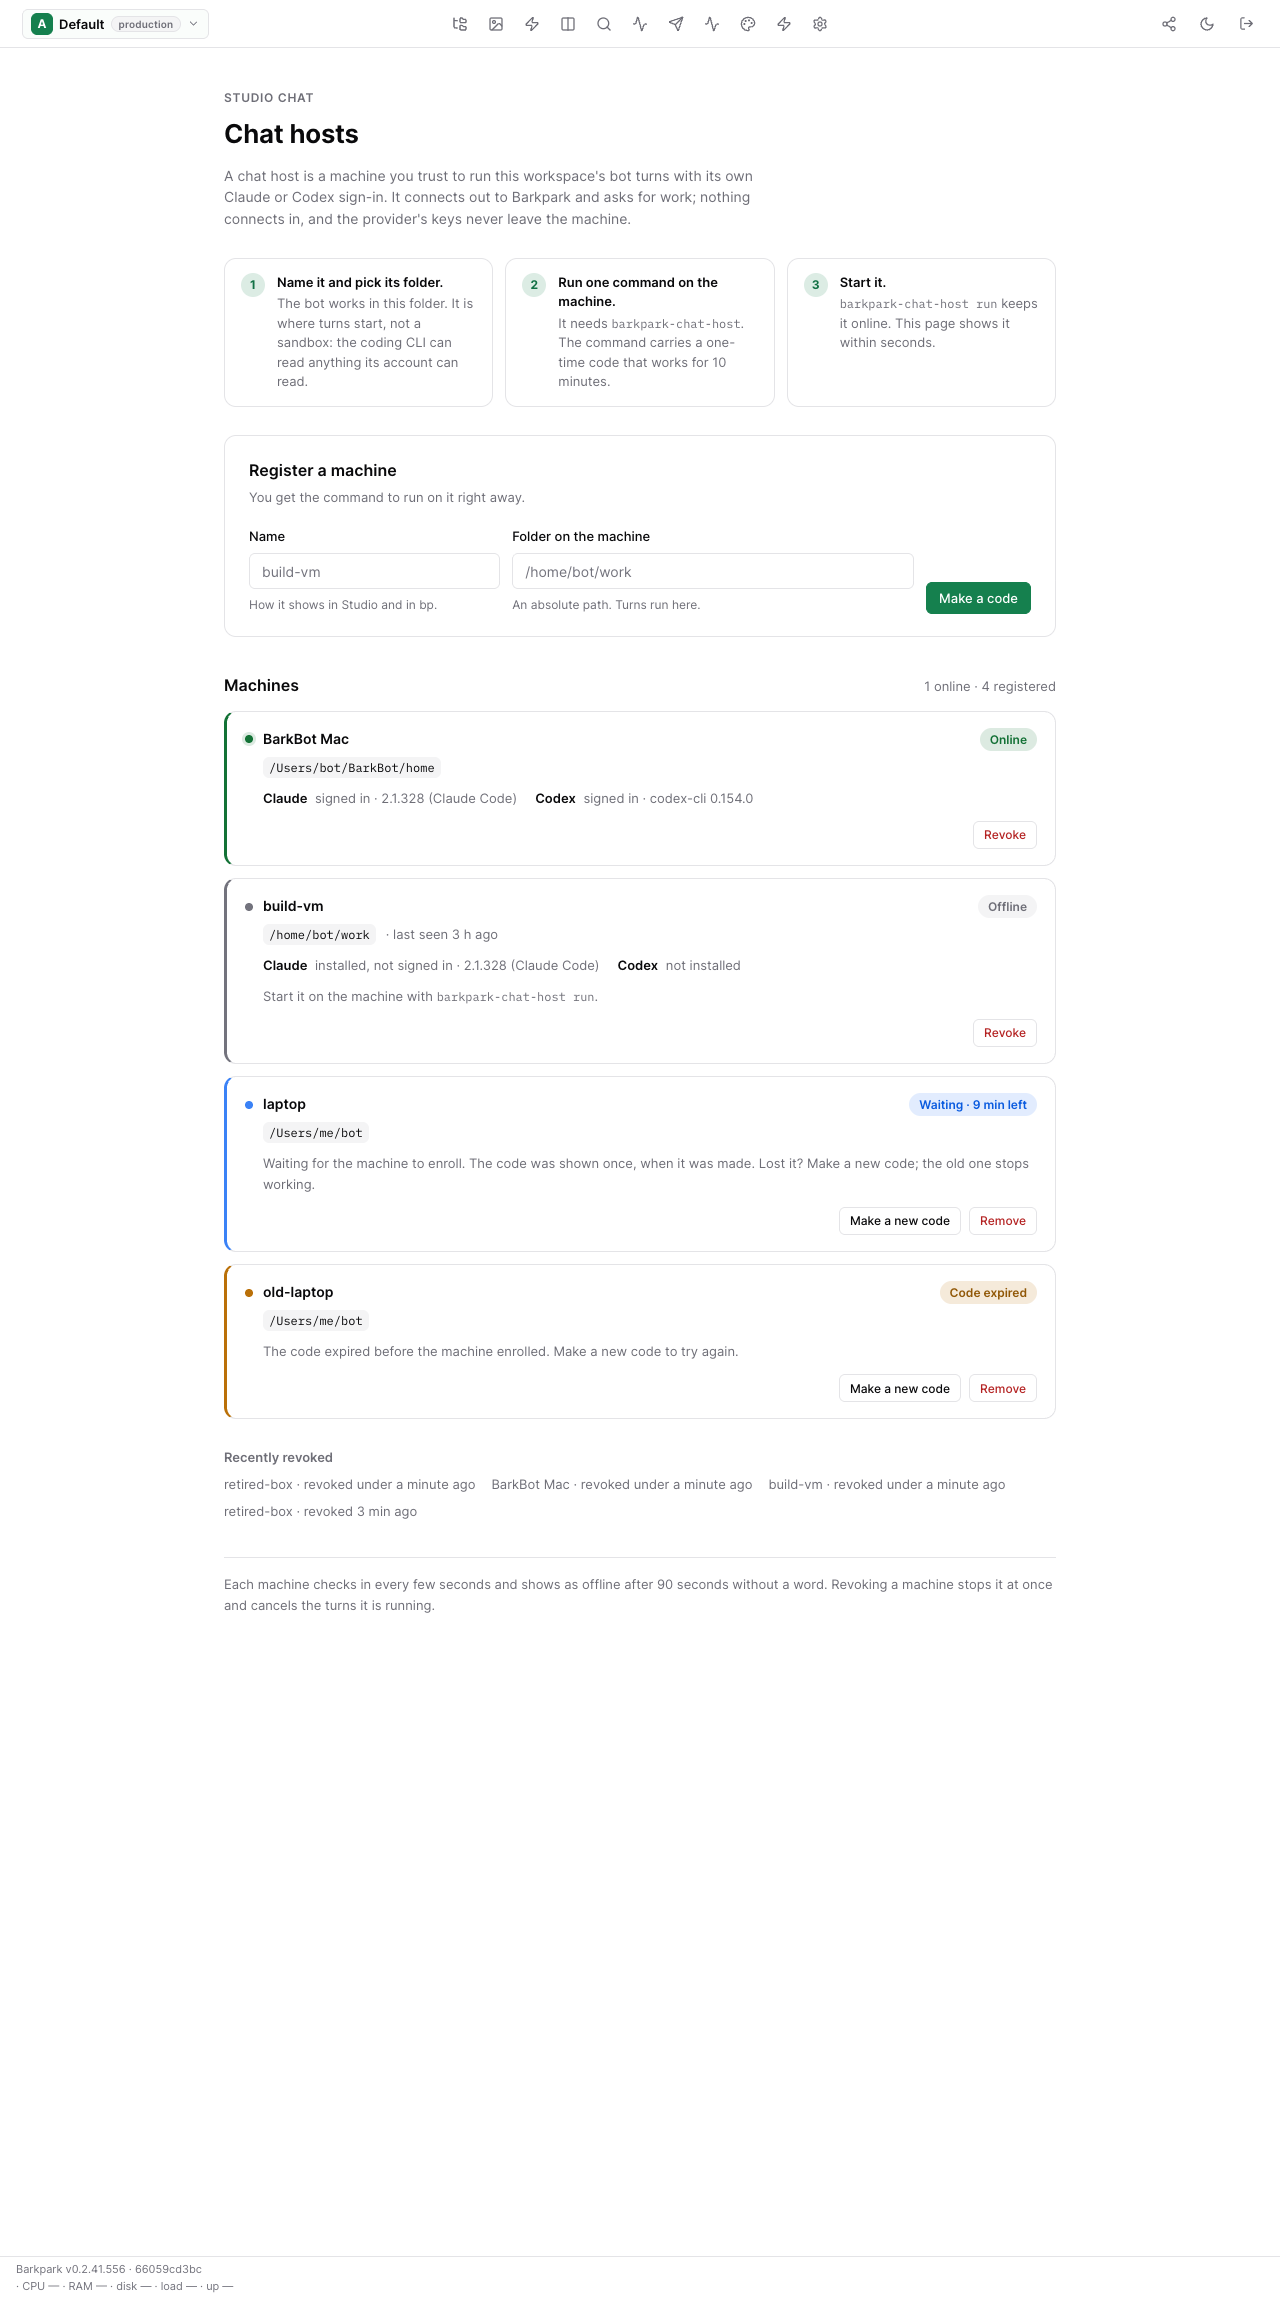 A Default production
STUDIO CHAT
Chat hosts
A chat host is a machine you trust to run this workspace's bot turns with its own
Claude or Codex sign-in. It connects out to Barkpark and asks for work; nothing
connects in, and the provider's keys never leave the machine.
1
Name it and pick its folder.
The bot works in this folder. It is
where turns start, not a
sandbox: the coding CLI can
read anything its account can
read.
2
Run one command on the
machine.
It needs barkpark-chat-host.
The command carries a one-
time code that works for 10
minutes.
3
Start it.
barkpark-chat-host run keeps
it online. This page shows it
within seconds.
Register a machine
You get the command to run on it right away.
Name
build-vm
How it shows in Studio and in bp.
Folder on the machine
/home/bot/work
An absolute path. Turns run here.
Make a code
Machines
1 online · 4 registered
BarkBot Mac
Online
/Users/bot/BarkBot/home
Claude signed in · 2.1.328 (Claude Code) Codex signed in · codex-cli 0.154.0
Revoke
build-vm
Offline
/home/bot/work · last seen 3 h ago
Claude installed, not signed in · 2.1.328 (Claude Code) Codex not installed
Start it on the machine with barkpark-chat-host run.
Revoke
laptop
Waiting · 9 min left
/Users/me/bot
Waiting for the machine to enroll. The code was shown once, when it was made. Lost it? Make a new code; the old one stops
working.
Make a new code Remove
old-laptop
Code expired
/Users/me/bot
The code expired before the machine enrolled. Make a new code to try again.
Make a new code Remove
Recently revoked
retired-box · revoked under a minute ago BarkBot Mac · revoked under a minute ago build-vm · revoked under a minute ago
retired-box · revoked 3 min ago
Each machine checks in every few seconds and shows as offline after 90 seconds without a word. Revoking a machine stops it at once
and cancels the turns it is running.
Barkpark v0.2.41.556 · 66059cd3bc
· CPU — · RAM — · disk — · load — · up —